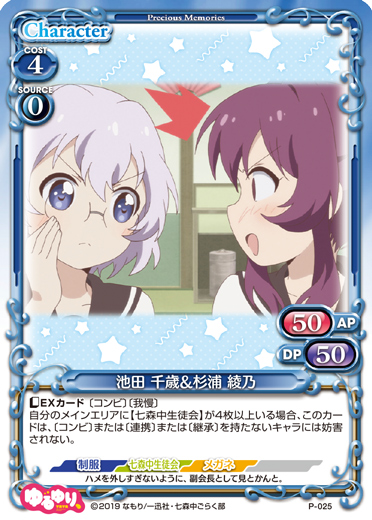 Precious Memories
Character
COST
4
SOURCE
0
50 AP
DP 50
池田 千歳&杉浦 綾乃
EXカード [コンビ] [我慢]
自分のメインエリアに【七森中生徒会】が4枚以上いる場合、このカー
ドは、[コンビ]または[連携]または[継承]を持たないキャラには妨害
されない。
制服 七森中生徒会 メガネ
ハメを外しすぎないように、副会長として見とかんと。
ゆるゆり、
©2019 なもり/一迅社・七森中ごらく部
P-025